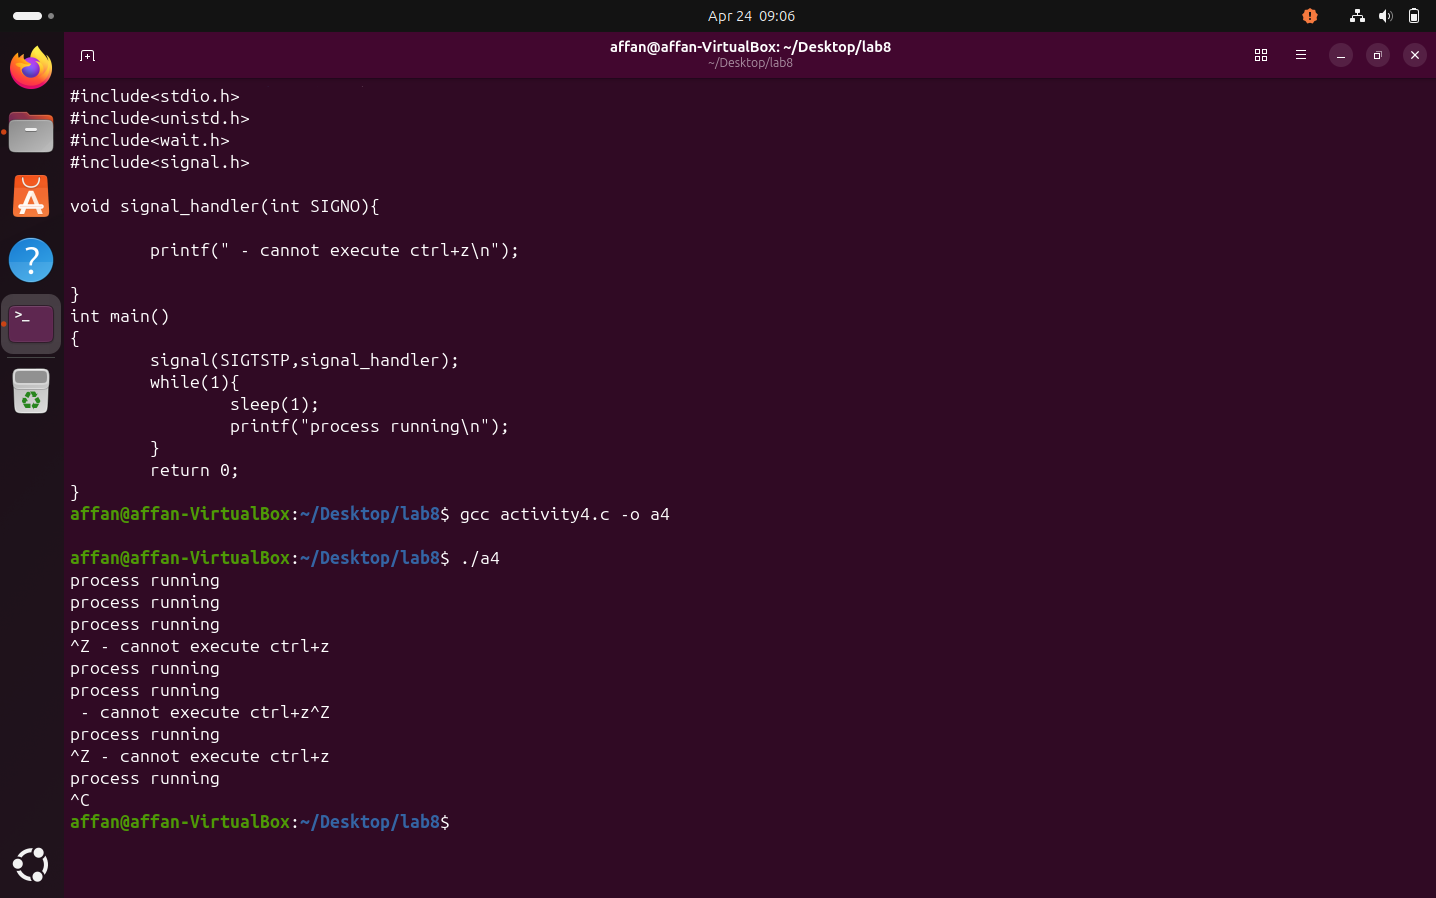 Apr 24  09:06
affan@affan-VirtualBox: ~/Desktop/lab8
~/Desktop/lab8
#include<stdio.h>
#include<unistd.h>
#include<wait.h>
#include<signal.h>
void signal_handler(int SIGNO){
        printf(" - cannot execute ctrl+z\n");
}
int main()
{
        signal(SIGTSTP,signal_handler);
        while(1){
                sleep(1);
                printf("process running\n");
        }
        return 0;
}
affan@affan-VirtualBox:~/Desktop/lab8$ gcc activity4.c -o a4
affan@affan-VirtualBox:~/Desktop/lab8$ ./a4
process running
process running
process running
^Z - cannot execute ctrl+z
process running
process running
 - cannot execute ctrl+z^Z
process running
^Z - cannot execute ctrl+z
process running
^C
affan@affan-VirtualBox:~/Desktop/lab8$